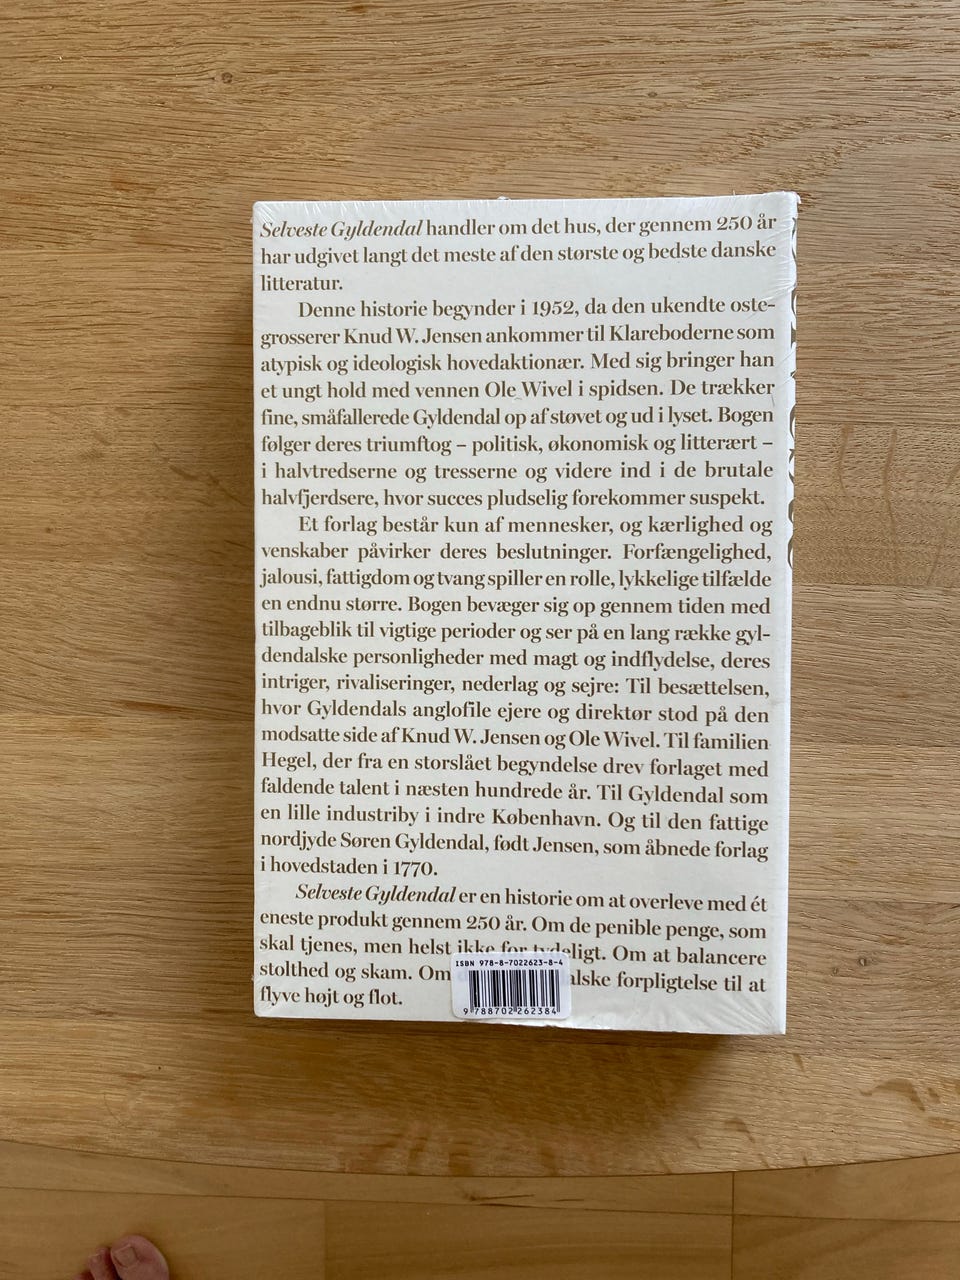 Selveste Gyldendal handler om det hus, der gennem 250 år
har udgivet langt det meste af den største og bedste danske
litteratur.
Denne historie begynder i 1952, da den ukendte oste-
grosserer Knud W. Jensen ankommer til Klareboderne som
atypisk og ideologisk hovedaktionær. Med sig bringer han
et ungt hold med vennen Ole Wivel i spidsen. De trækker
fine, småfallerede Gyldendal op af støvet og ud i lyset. Bogen
følger deres triumftog – politisk, økonomisk og litterært –
i halvtredserne og tresserne og videre ind i de brutale
halvfjerdsere, hvor succes pludselig forekommer suspekt.
Et forlag består kun af mennesker, og kærlighed og
venskaber påvirker deres beslutninger. Forfængelighed,
jalousi, fattigdom og tvang spiller en rolle, lykkelige tilfælde
en endnu større. Bogen bevæger sig op gennem tiden med
tilbageblik til vigtige perioder og ser på en lang række gyl-
dendalske personligheder med magt og indflydelse, deres
intriger, rivaliseringer, nederlag og sejre: Til besættelsen,
hvor Gyldendals anglofile ejere og direktør stod på den
modsatte side af Knud W. Jensen og Ole Wivel. Til familien
Hegel, der fra en storslået begyndelse drev forlaget med
faldende talent i næsten hundrede år. Til Gyldendal som
en lille industriby i indre København. Og til den fattige
nordjyde Søren Gyldendal, født Jensen, som åbnede forlag
i hovedstaden i 1770.
Selveste Gyldendal er en historie om at overleve med ét
eneste produkt gennem 250 år. Om de penible penge, som
skal tjenes, men helst ikke for tydeligt. Om at balancere
stolthed og skam. Om alske forpligtelse til at
flyve højt og flot.
ISBN 978-8-7022623-8-4
9 788702 262384